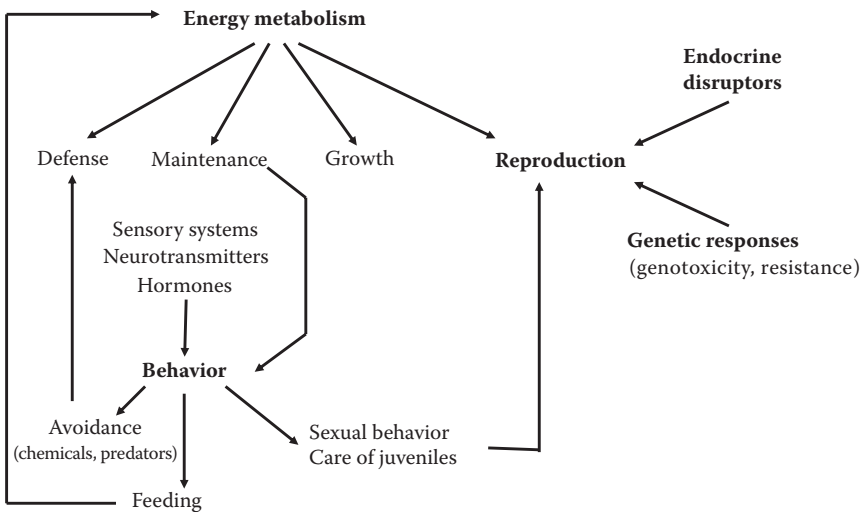 Energy metabolism
Endocrine
disruptors
Defense
Maintenance
Growth
Reproduction
Sensory systems
Neurotransmitters
Hormones
Genetic responses
(genotoxicity, resistance)
Behavior
Avoidance
(chemicals, predators)
Sexual behavior
Care of juveniles
Feeding